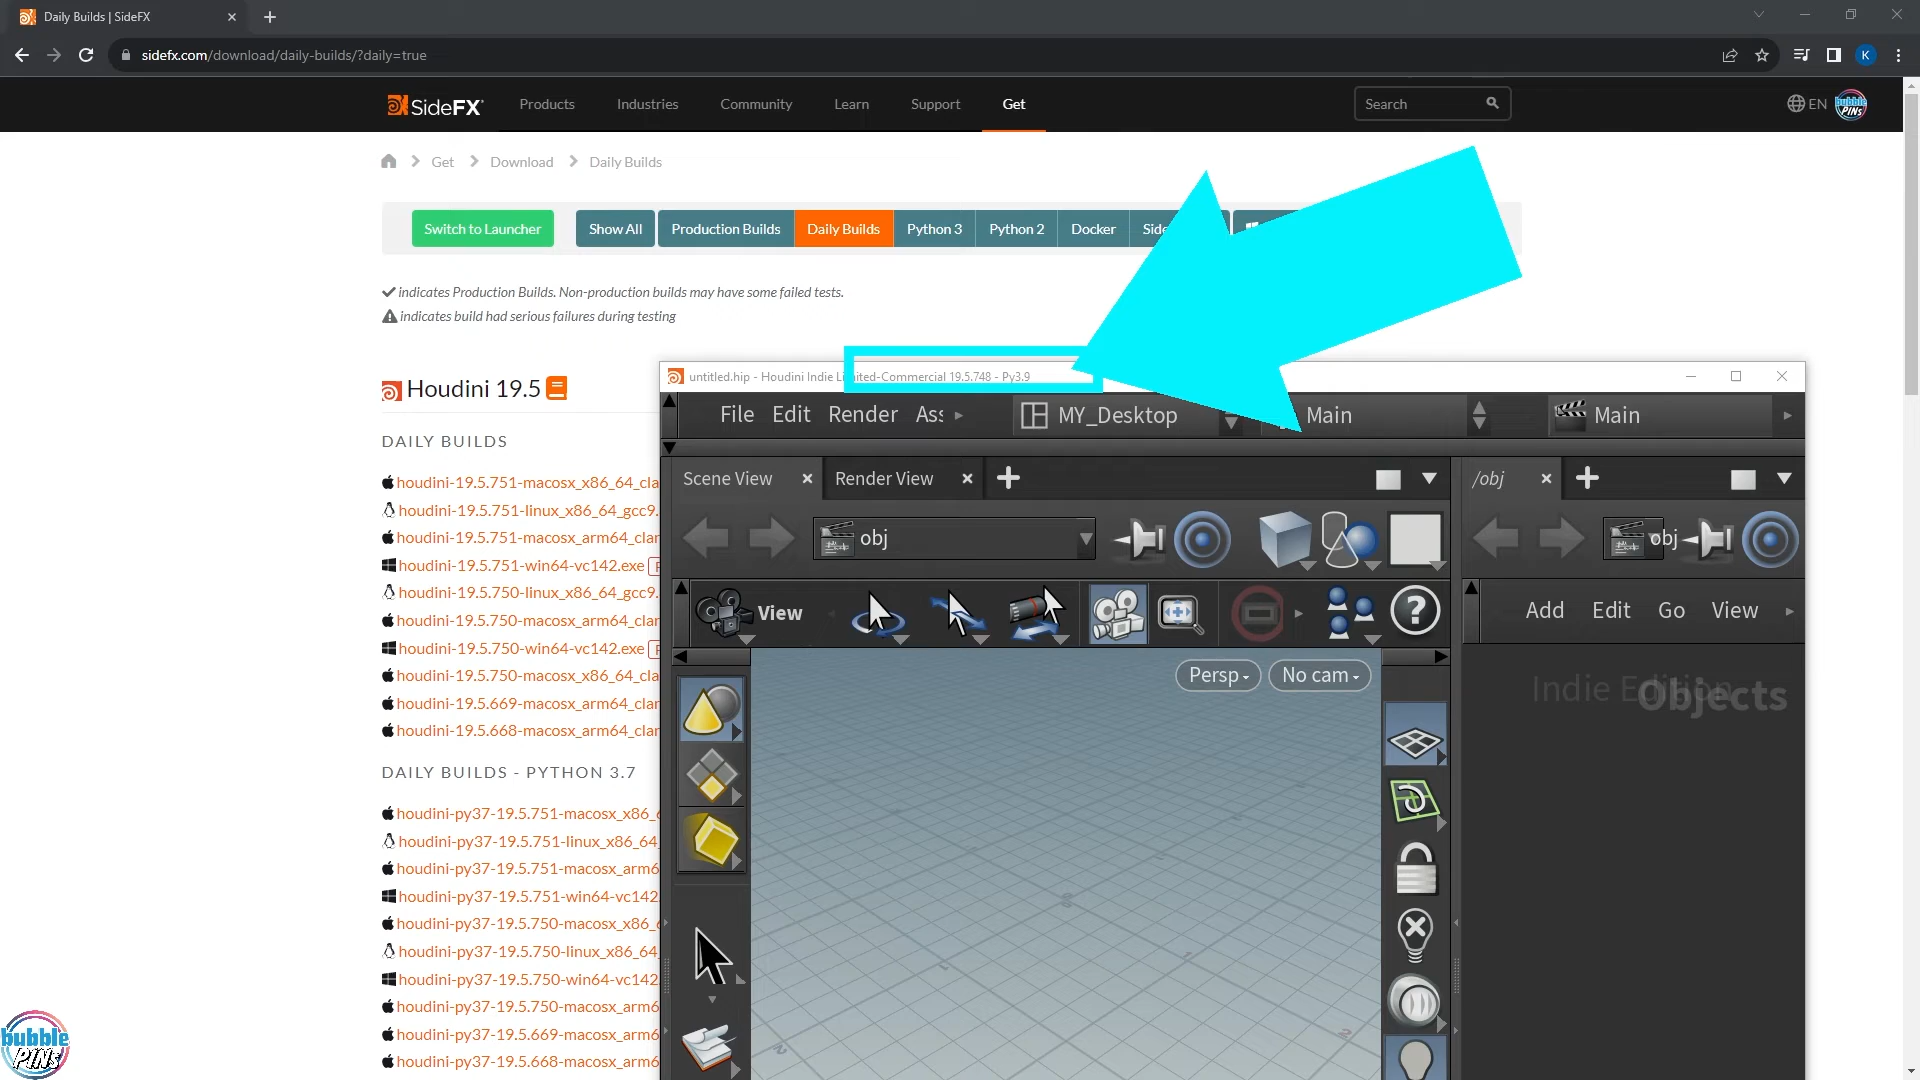 Daily Builds | SideFX
sidefx.com/download/daily-builds/?daily=true
K
SideFX
Products
Industries
Community
Learn
Support
Get
Search
EN
bubble PINS
Get
Download
Daily Builds
Switch to Launcher
Show All
Production Builds
Daily Builds
Python 3
Python 2
Docker
Side
indicates Production Builds. Non-production builds may have some failed tests.
indicates build had serious failures during testing
Houdini 19.5
DAILY BUILDS
houdini-19.5.751-macosx_x86_64_cla
houdini-19.5.751-linux_x86_64_gcc9.
houdini-19.5.751-macosx_arm64_clar
houdini-19.5.751-win64-vc142.exe
houdini-19.5.750-linux_x86_64_gcc9.
houdini-19.5.750-macosx_arm64_clar
houdini-19.5.750-win64-vc142.exe
houdini-19.5.750-macosx_x86_64_cla
houdini-19.5.669-macosx_arm64_clar
houdini-19.5.668-macosx_arm64_clar
DAILY BUILDS - PYTHON 3.7
houdini-py37-19.5.751-macosx_x86_6
houdini-py37-19.5.751-linux_x86_64_
houdini-py37-19.5.751-macosx_arm6
houdini-py37-19.5.751-win64-vc142
houdini-py37-19.5.750-macosx_x86_6
houdini-py37-19.5.750-linux_x86_64_
houdini-py37-19.5.750-win64-vc142
houdini-py37-19.5.750-macosx_arm6
houdini-py37-19.5.669-macosx_arm6
houdini-py37-19.5.668-macosx_arm6
untitled.hip - Houdini Indie Limited-Commercial 19.5.748 - Py3.9
File
Edit
Render
Ass
MY_Desktop
Main
Main
Scene View
Render View
/obj
obj
obj
View
Add
Edit
Go
View
Persp
No cam
Indie Edition
Objects
bubble
PINS